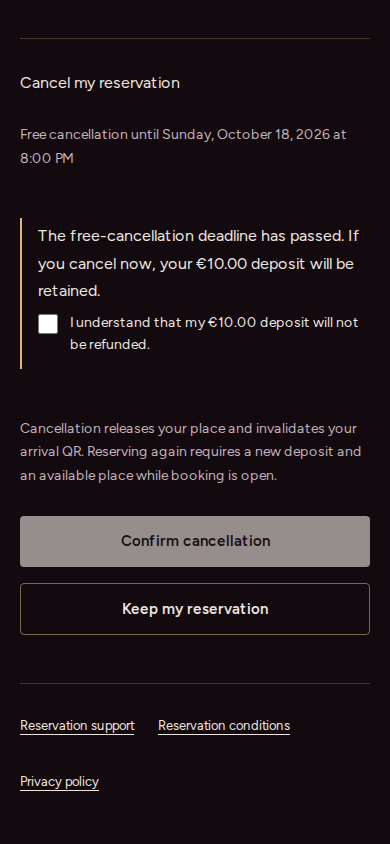 Cancel my reservation
Free cancellation until Sunday, October 18, 2026 at
8:00 PM
The free-cancellation deadline has passed. If
you cancel now, your €10.00 deposit will be
retained.
I understand that my €10.00 deposit will not
be refunded.
Cancellation releases your place and invalidates your
arrival QR. Reserving again requires a new deposit and
an available place while booking is open.
Confirm cancellation
Keep my reservation
Reservation support Reservation conditions
Privacy policy